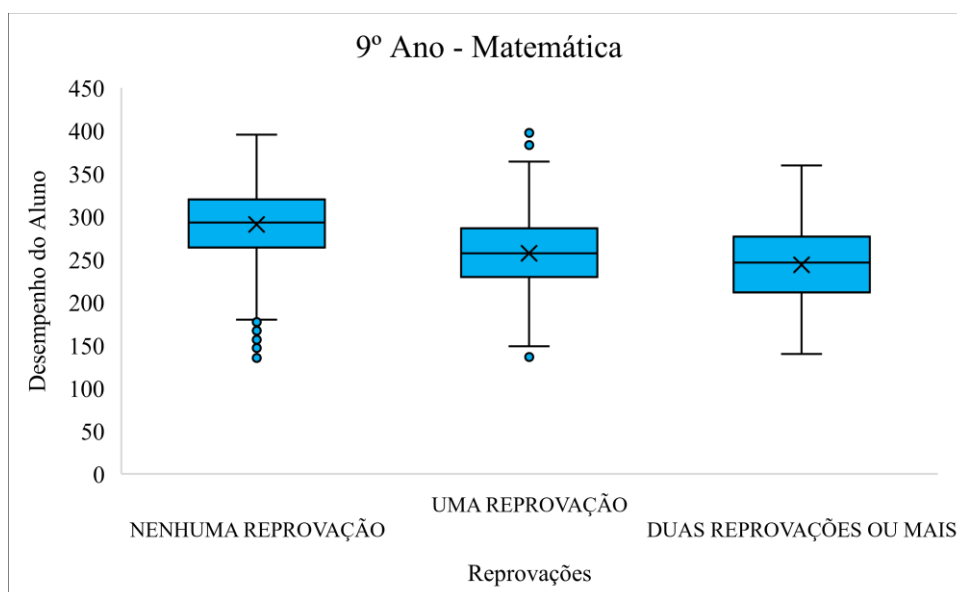 9º Ano - Matemática
Desempenho do Aluno
450
400
350
300
250
200
150
100
50
0
NENHUMA REPROVAÇÃO
UMA REPROVAÇÃO
DUAS REPROVAÇÕES OU MAIS
Reprovações